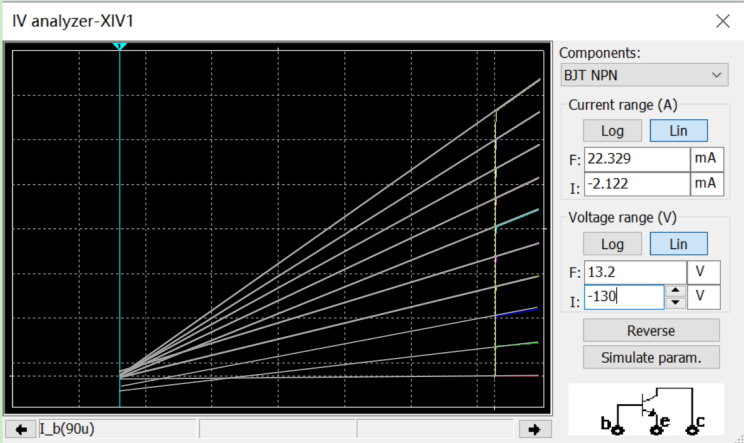 IV analyzer-XIV1
1
Components:
BJT NPN
Current range (A)
Log Lin
F: 22.329 mA
I: -2.122 mA
Voltage range (V)
Log Lin
F: 13.2 V
I: -130 V
Reverse
Simulate param.
b e c
I_b(90u)